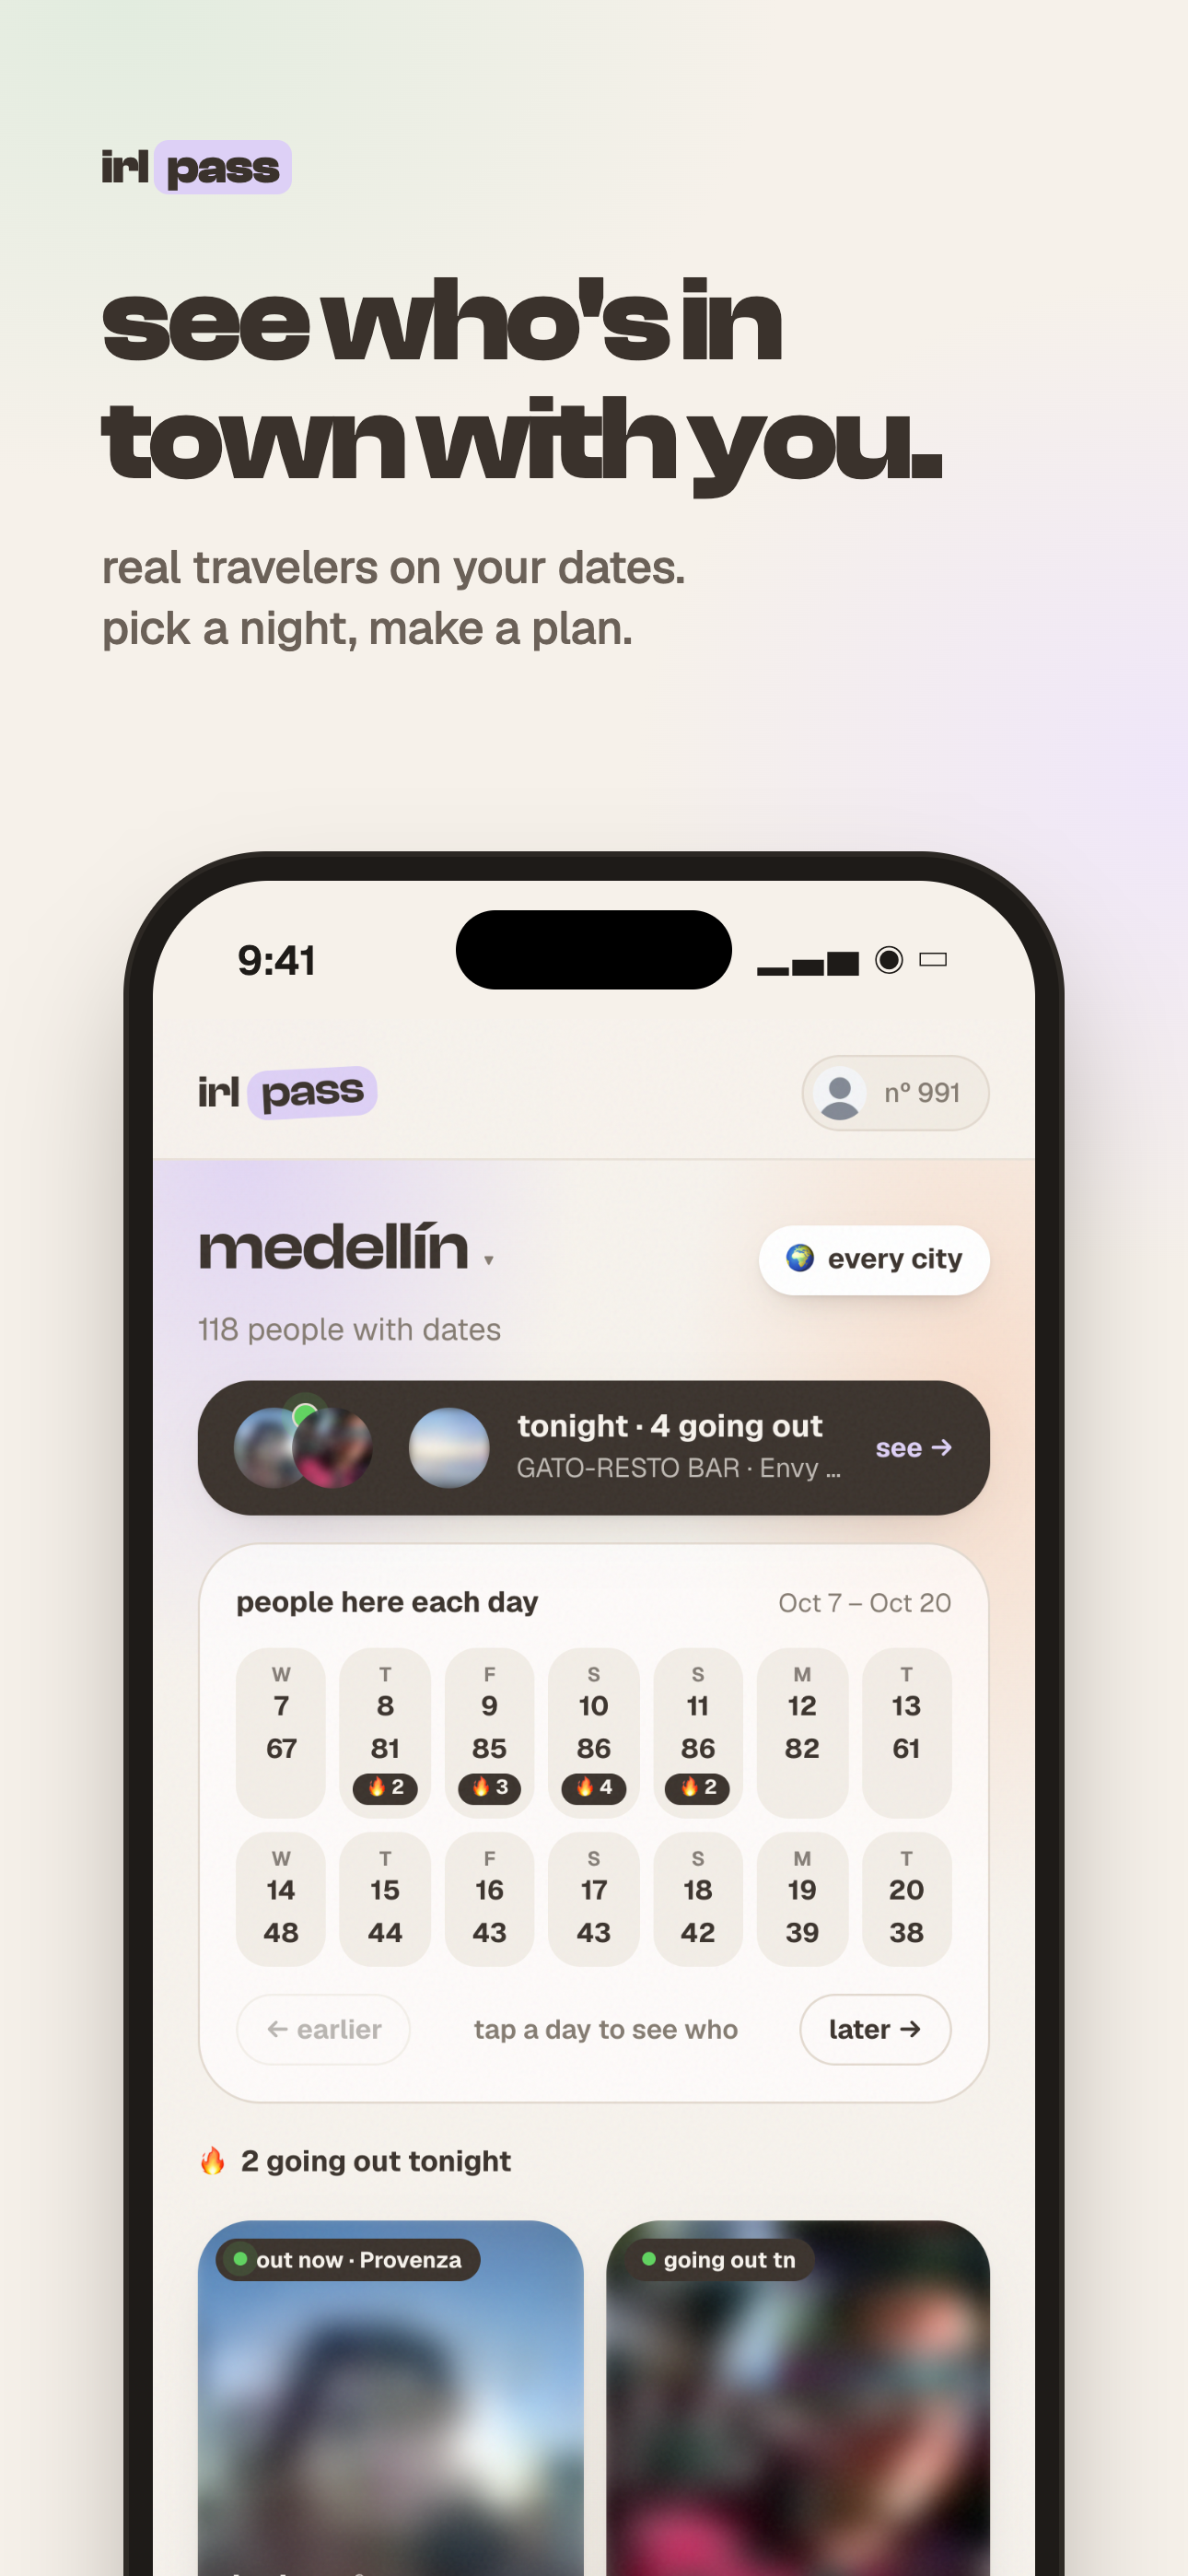 irl pass
see who's in
town with you.
real travelers on your dates.
pick a night, make a plan.
9:41
irl pass
nº 991
medellín ▾
🌍 every city
118 people with dates
tonight · 4 going out
GATO-RESTO BAR · Envy ...
see →
people here each day
Oct 7 – Oct 20
W T F S S M T
7 8 9 10 11 12 13
67 81 85 86 86 82 61
🔥 2 🔥 3 🔥 4 🔥 2
W T F S S M T
14 15 16 17 18 19 20
48 44 43 43 42 39 38
← earlier
tap a day to see who
later →
🔥 2 going out tonight
out now · Provenza
going out tn